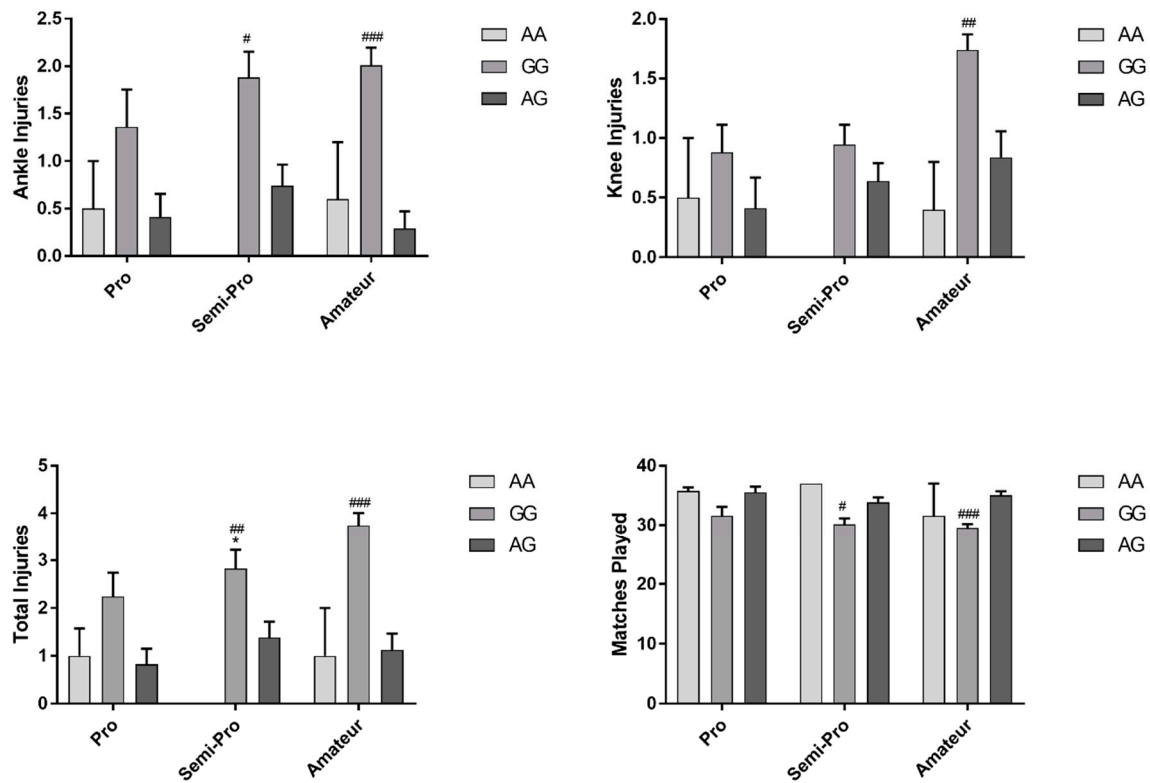 Ankle Injuries
2.5
2.0
1.5
1.0
0.5
0.0
#
###
Pro
Semi-Pro
Amateur
AA
GG
AG
Knee Injuries
2.0
1.5
1.0
0.5
0.0
##
Pro
Semi-Pro
Amateur
AA
GG
AG
Total Injuries
5
4
3
2
1
0
##
*
###
Pro
Semi-Pro
Amateur
AA
GG
AG
Matches Played
40
30
20
10
0
#
###
Pro
Semi-Pro
Amateur
AA
GG
AG